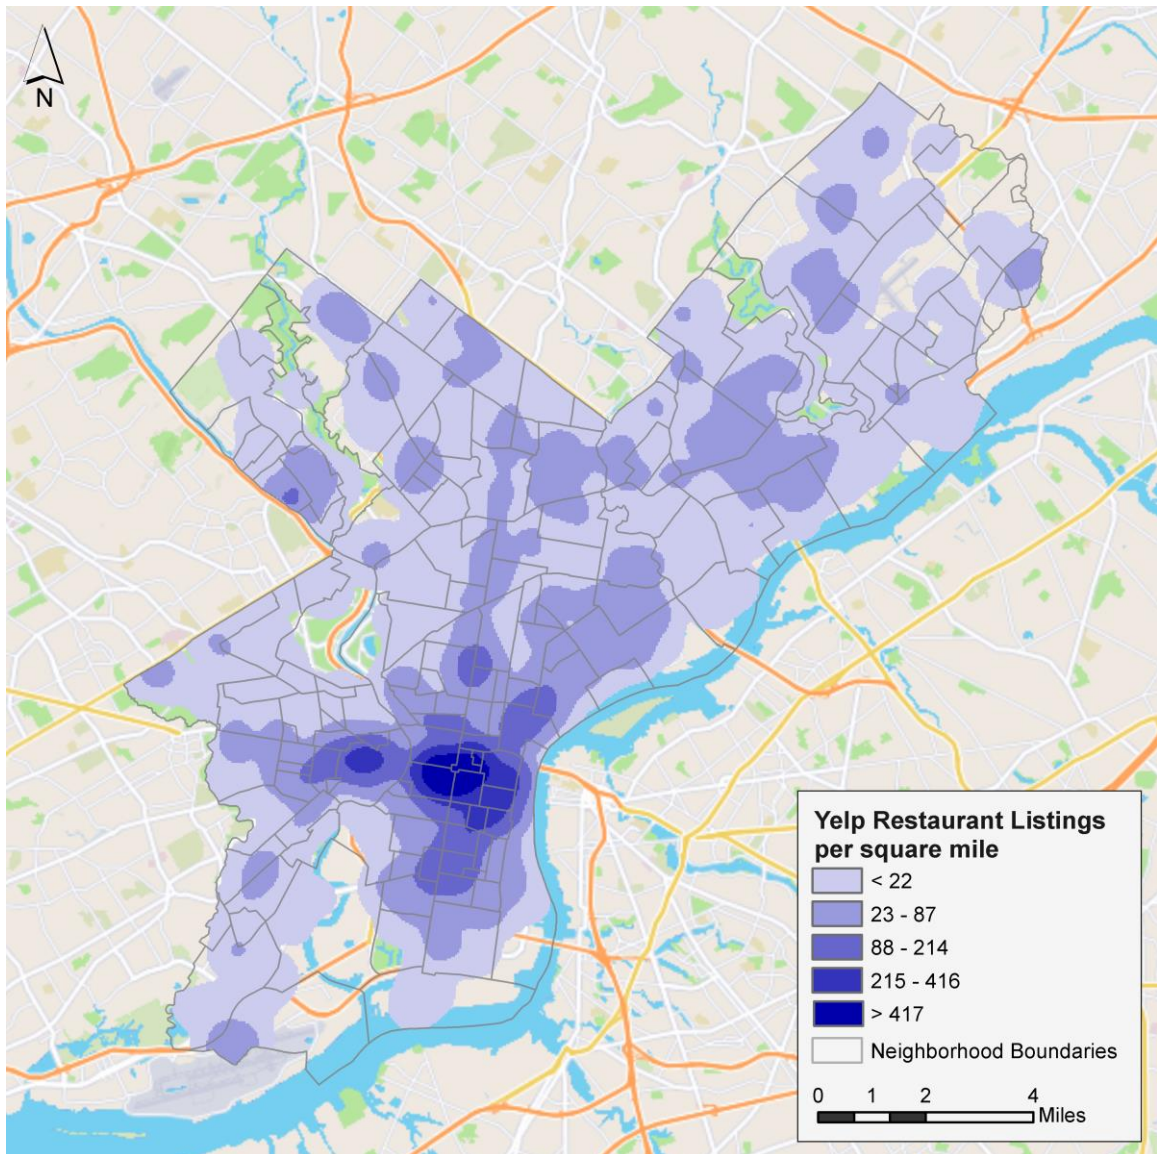 N
Yelp Restaurant Listings
per square mile
< 22
23 - 87
88 - 214
215 - 416
> 417
Neighborhood Boundaries
0 1 2 4
Miles